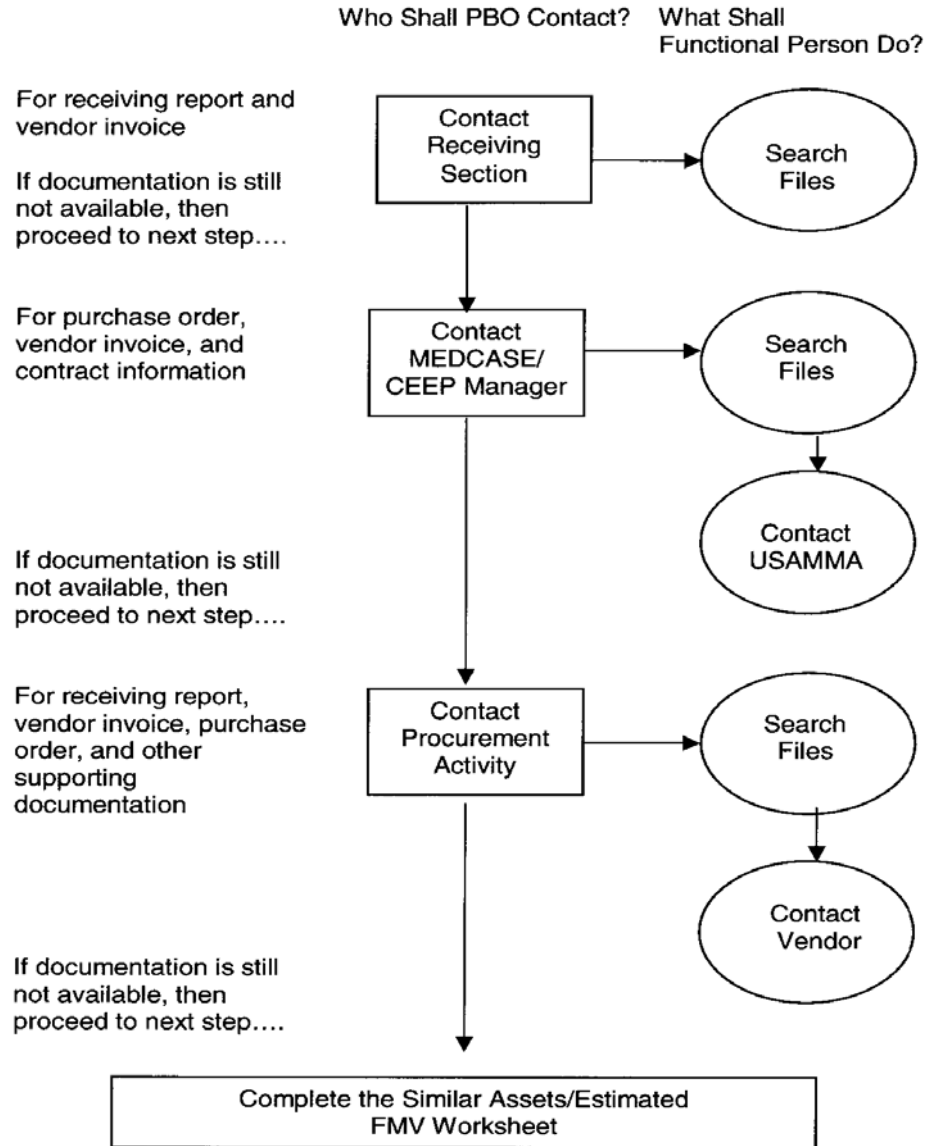 Who Shall PBO Contact?
What Shall
Functional Person Do?
For receiving report and
vendor invoice
If documentation is still
not available, then
proceed to next step....
Contact
Receiving
Section
Search
Files
For purchase order,
vendor invoice, and
contract information
Contact
MEDCASE/
CEEP Manager
Search
Files
Contact
USAMMA
If documentation is still
not available, then
proceed to next step....
For receiving report,
vendor invoice, purchase
order, and other
supporting
documentation
Contact
Procurement
Activity
Search
Files
Contact
Vendor
If documentation is still
not available, then
proceed to next step....
Complete the Similar Assets/Estimated
FMV Worksheet